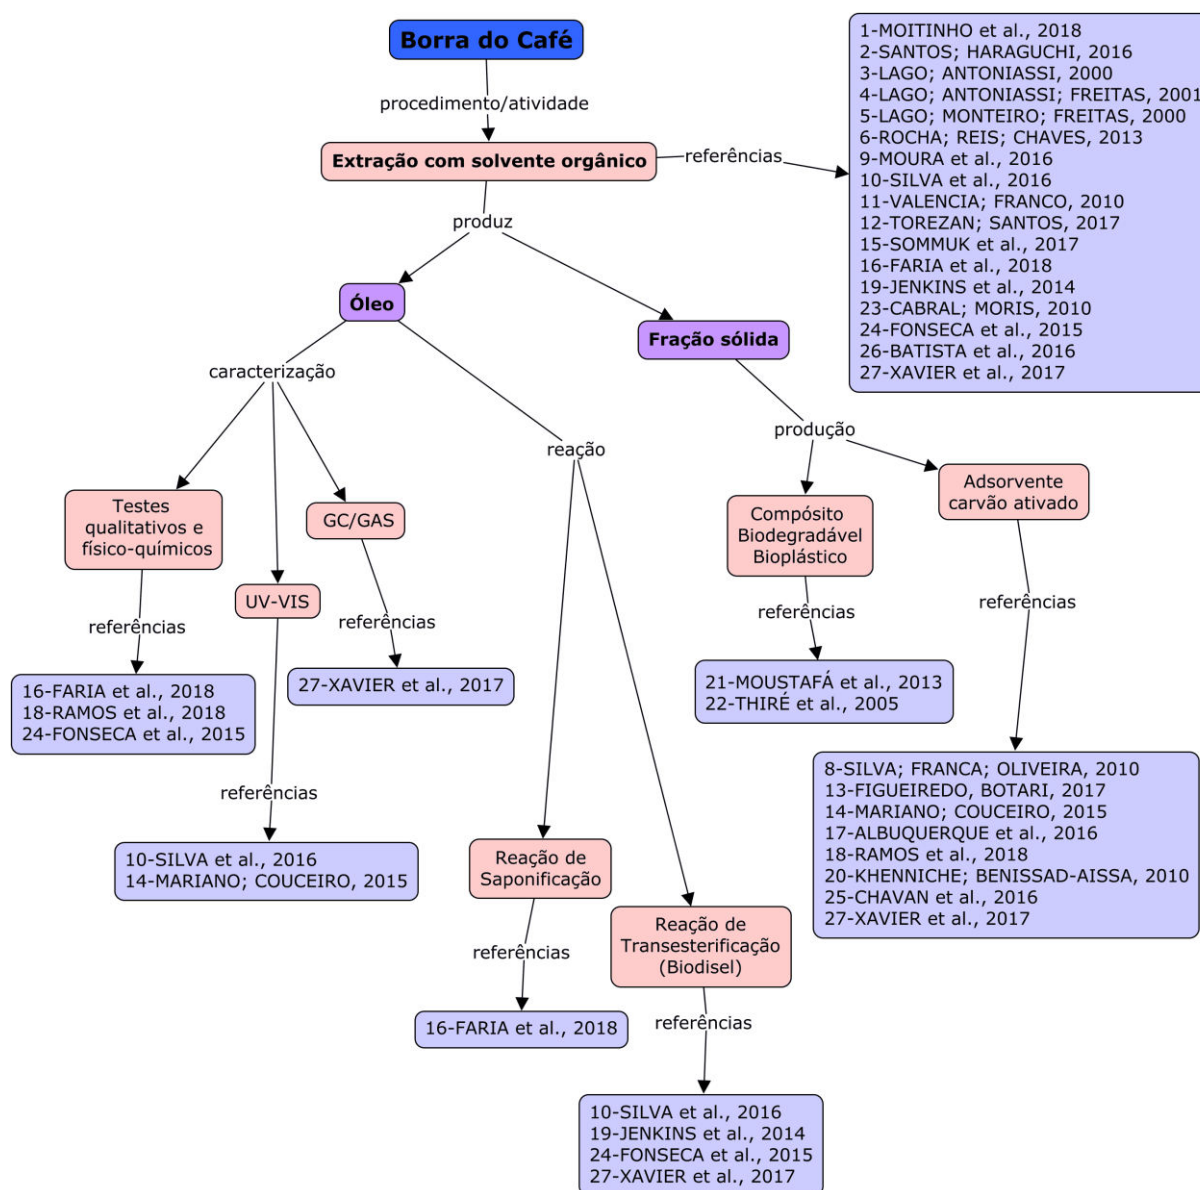 Borra do Café
procedimento/atividade
Extração com solvente orgânico
referências
1-MOITINHO et al., 2018
2-SANTOS; HARAGUCHI, 2016
3-LAGO; ANTONIASSI, 2000
4-LAGO; ANTONIASSI; FREITAS, 2001
5-LAGO; MONTEIRO; FREITAS, 2000
6-ROCHA; REIS; CHAVES, 2013
9-MOURA et al., 2016
10-SILVA et al., 2016
11-VALENCIA; FRANCO, 2010
12-TOREZAN; SANTOS, 2017
15-SOMMUK et al., 2017
16-FARIA et al., 2018
19-JENKINS et al., 2014
23-CABRAL; MORIS, 2010
24-FONSECA et al., 2015
26-BATISTA et al., 2016
27-XAVIER et al., 2017
produz
Óleo
Fração sólida
caracterização
Testes
qualitativos e
físico-químicos
referências
16-FARIA et al., 2018
18-RAMOS et al., 2018
24-FONSECA et al., 2015
UV-VIS
referências
10-SILVA et al., 2016
14-MARIANO; COUCEIRO, 2015
GC/GAS
referências
27-XAVIER et al., 2017
reação
Reação de
Saponificação
referências
16-FARIA et al., 2018
Reação de
Transesterificação
(Biodisel)
referências
10-SILVA et al., 2016
19-JENKINS et al., 2014
24-FONSECA et al., 2015
27-XAVIER et al., 2017
produção
Compósito
Biodegradável
Bioplástico
referências
21-MOUSTAFÁ et al., 2013
22-THIRÉ et al., 2005
Adsorvente
carvão ativado
referências
8-SILVA; FRANCA; OLIVEIRA, 2010
13-FIGUEIREDO, BOTARI, 2017
14-MARIANO; COUCEIRO, 2015
17-ALBUQUERQUE et al., 2016
18-RAMOS et al., 2018
20-KHENNICHE; BENISSAD-AISSA, 2010
25-CHAVAN et al., 2016
27-XAVIER et al., 2017